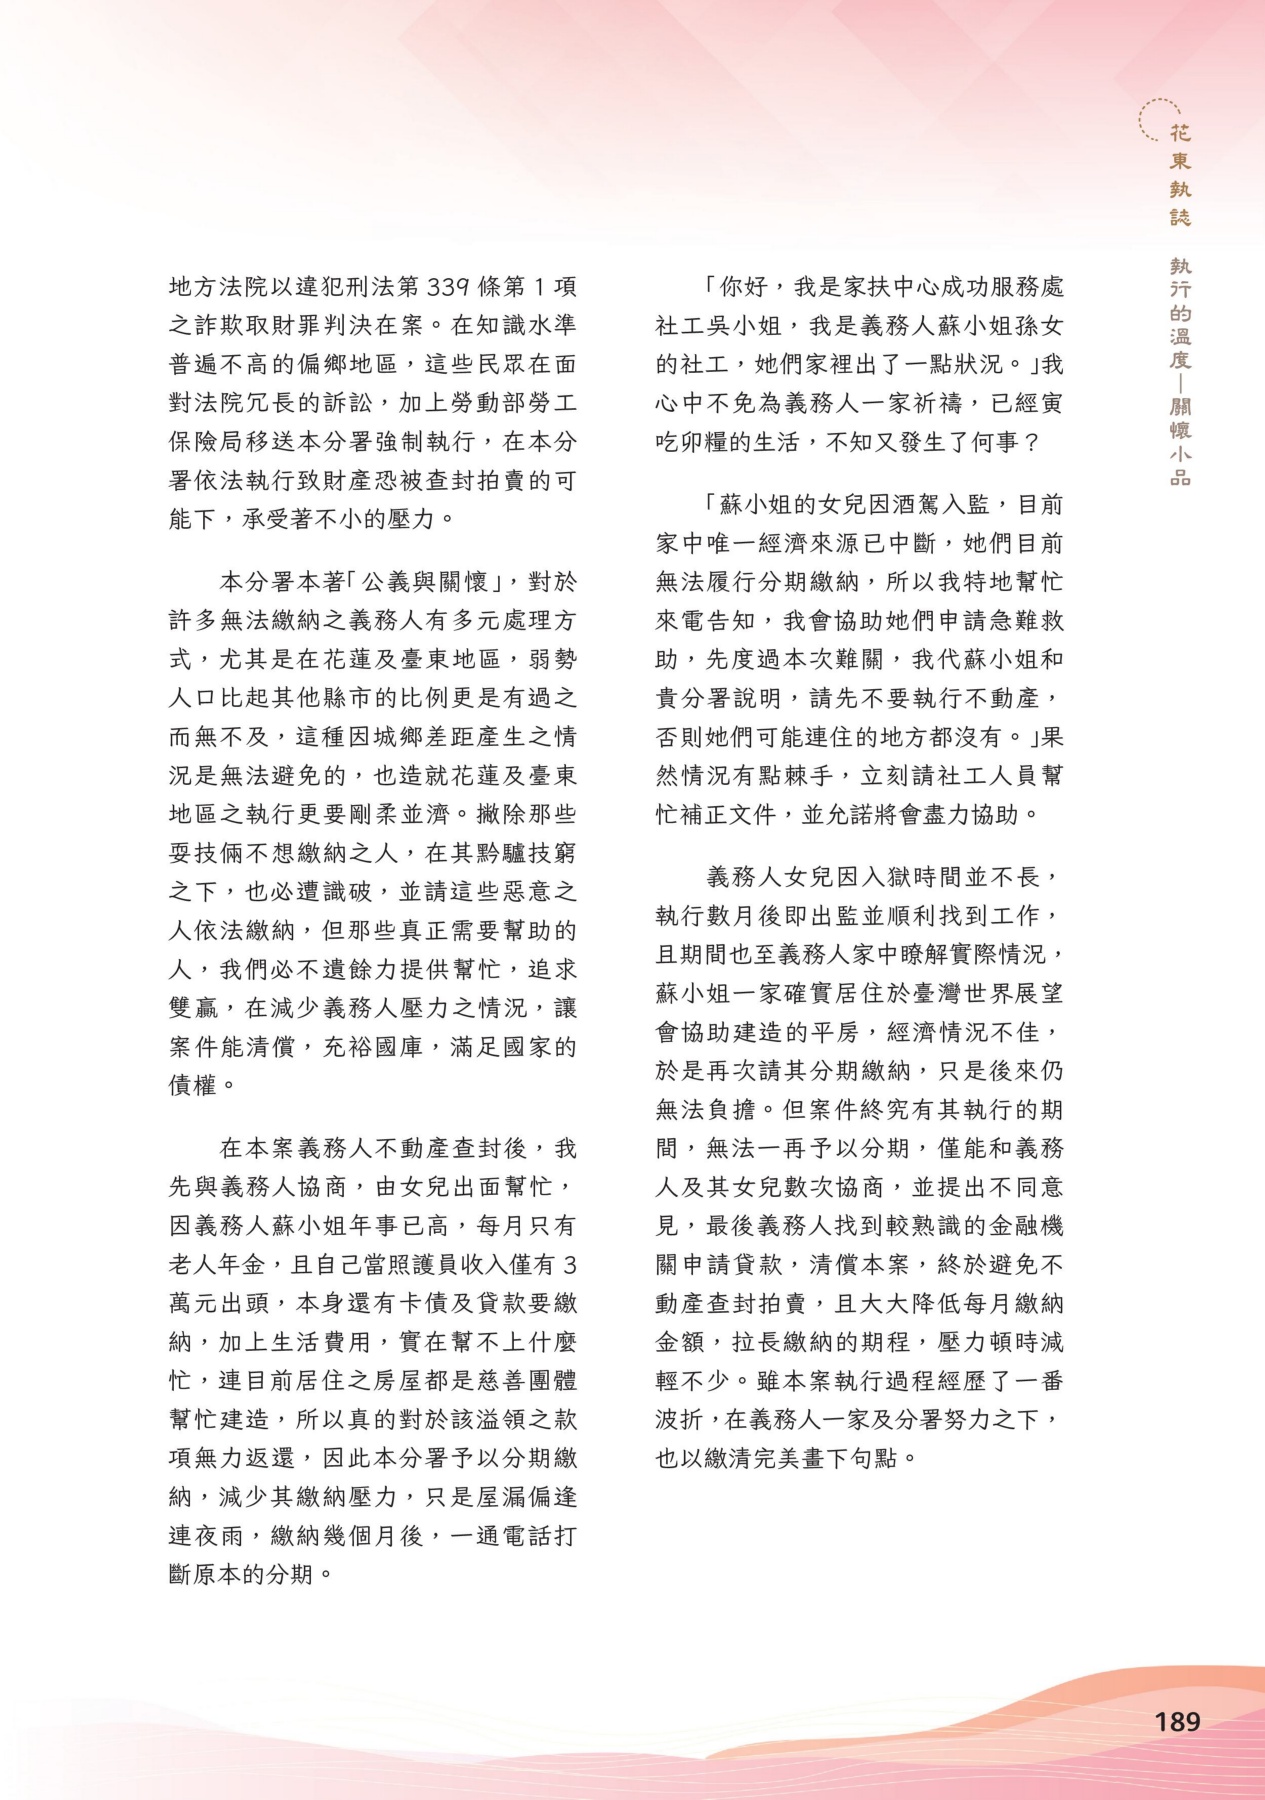 花東執誌 執行的溫度—關懷小品
地方法院以違犯刑法第 339 條第 1 項
之詐欺取財罪判決在案。在知識水準
普遍不高的偏鄉地區，這些民眾在面
對法院冗長的訴訟，加上勞動部勞工
保險局移送本分署強制執行，在本分
署依法執行致財產恐被查封拍賣的可
能下，承受著不小的壓力。
本分署本著「公義與關懷」，對於
許多無法繳納之義務人有多元處理方
式，尤其是在花蓮及臺東地區，弱勢
人口比起其他縣市的比例更是有過之
而無不及，這種因城鄉差距產生之情
況是無法避免的，也造就花蓮及臺東
地區之執行更要剛柔並濟。撇除那些
耍技倆不想繳納之人，在其黔驢技窮
之下，也必遭識破，並請這些惡意之
人依法繳納，但那些真正需要幫助的
人，我們必不遺餘力提供幫忙，追求
雙贏，在減少義務人壓力之情況，讓
案件能清償，充裕國庫，滿足國家的
債權。
在本案義務人不動產查封後，我
先與義務人協商，由女兒出面幫忙，
因義務人蘇小姐年事已高，每月只有
老人年金，且自己當照護員收入僅有 3
萬元出頭，本身還有卡債及貸款要繳
納，加上生活費用，實在幫不上什麼
忙，連目前居住之房屋都是慈善團體
幫忙建造，所以真的對於該溢領之款
項無力返還，因此本分署予以分期繳
納，減少其繳納壓力，只是屋漏偏逢
連夜雨，繳納幾個月後，一通電話打
斷原本的分期。
「你好，我是家扶中心成功服務處
社工吳小姐，我是義務人蘇小姐孫女
的社工，她們家裡出了一點狀況。」我
心中不免為義務人一家祈禱，已經寅
吃卯糧的生活，不知又發生了何事？
「蘇小姐的女兒因酒駕入監，目前
家中唯一經濟來源已中斷，她們目前
無法履行分期繳納，所以我特地幫忙
來電告知，我會協助她們申請急難救
助，先度過本次難關，我代蘇小姐和
貴分署說明，請先不要執行不動產，
否則她們可能連住的地方都沒有。」果
然情況有點棘手，立刻請社工人員幫
忙補正文件，並允諾將會盡力協助。
義務人女兒因入獄時間並不長，
執行數月後即出監並順利找到工作，
且期間也至義務人家中瞭解實際情況，
蘇小姐一家確實居住於臺灣世界展望
會協助建造的平房，經濟情況不佳，
於是再次請其分期繳納，只是後來仍
無法負擔。但案件終究有其執行的期
間，無法一再予以分期，僅能和義務
人及其女兒數次協商，並提出不同意
見，最後義務人找到較熟識的金融機
關申請貸款，清償本案，終於避免不
動產查封拍賣，且大大降低每月繳納
金額，拉長繳納的期程，壓力頓時減
輕不少。雖本案執行過程經歷了一番
波折，在義務人一家及分署努力之下，
也以繳清完美畫下句點。
189